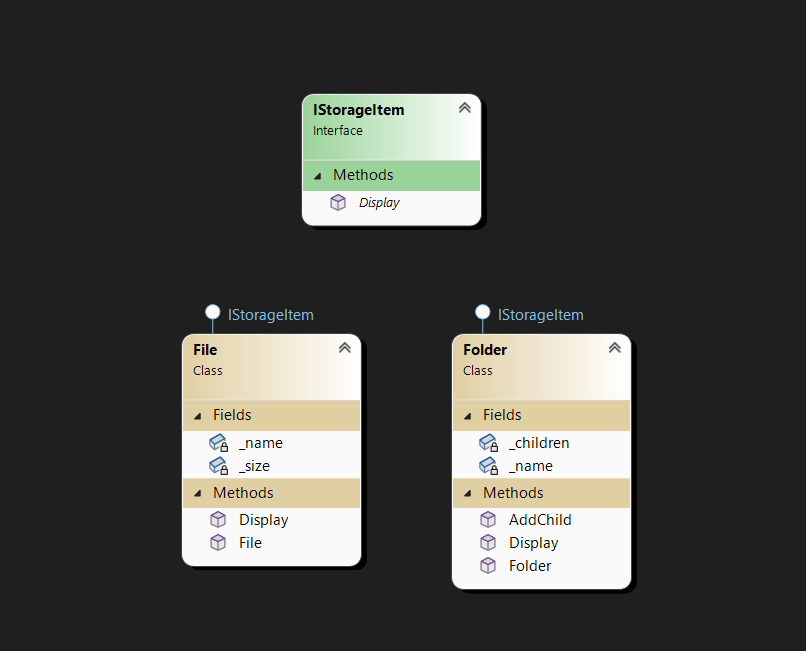 IStorageItem
Interface
Methods
Display
IStorageItem
File
Class
Fields
_name
_size
Methods
Display
File
IStorageItem
Folder
Class
Fields
_children
_name
Methods
AddChild
Display
Folder